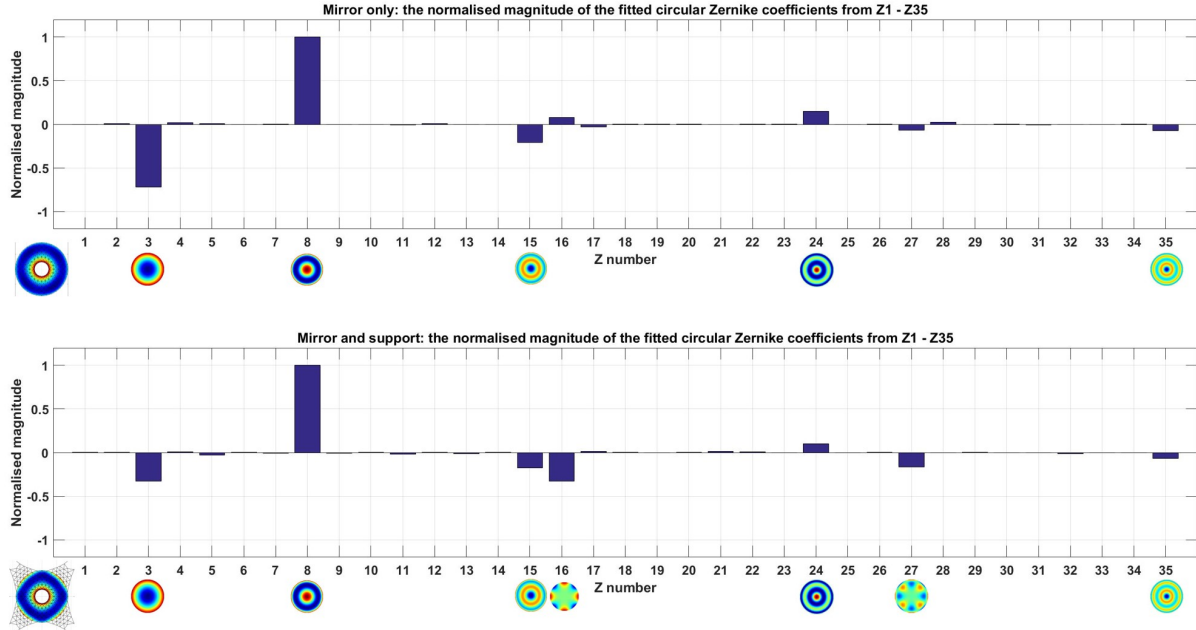 Mirror only: the normalised magnitude of the fitted circular Zernike coefficients from Z1 - Z35
Normalised magnitude
1
0.5
0
-0.5
-1
1 2 3 4 5 6 7 8 9 10 11 12 13 14 15 16 17 18 19 20 21 22 23 24 25 26 27 28 29 30 31 32 33 34 35
Z number
Mirror and support: the normalised magnitude of the fitted circular Zernike coefficients from Z1 - Z35
Normalised magnitude
1
0.5
0
-0.5
-1
1 2 3 4 5 6 7 8 9 10 11 12 13 14 15 16 17 18 19 20 21 22 23 24 25 26 27 28 29 30 31 32 33 34 35
Z number